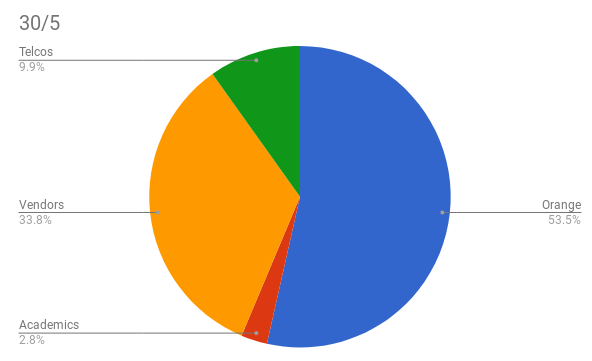 30/5
Telcos
9.9%
Vendors
33.8%
Orange
53.5%
Academics
2.8%